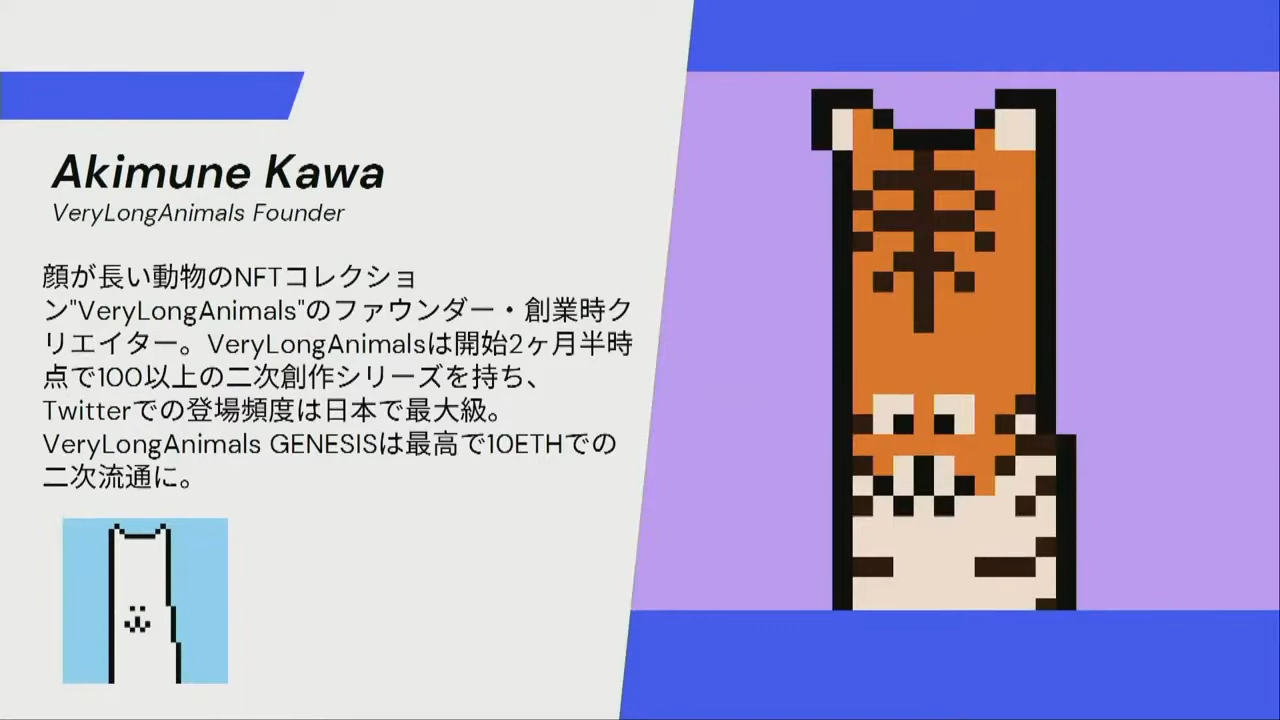 Akimune Kawa
VeryLongAnimals Founder
顔が長い動物のNFTコレクショ
ン"VeryLongAnimals"のファウンダー・創業時ク
リエイター。VeryLongAnimalsは開始2ヶ月半時
点で100以上の二次創作シリーズを持ち、
Twitterでの登場頻度は日本で最大級。
VeryLongAnimals GENESISは最高で10ETHでの
二次流通に。